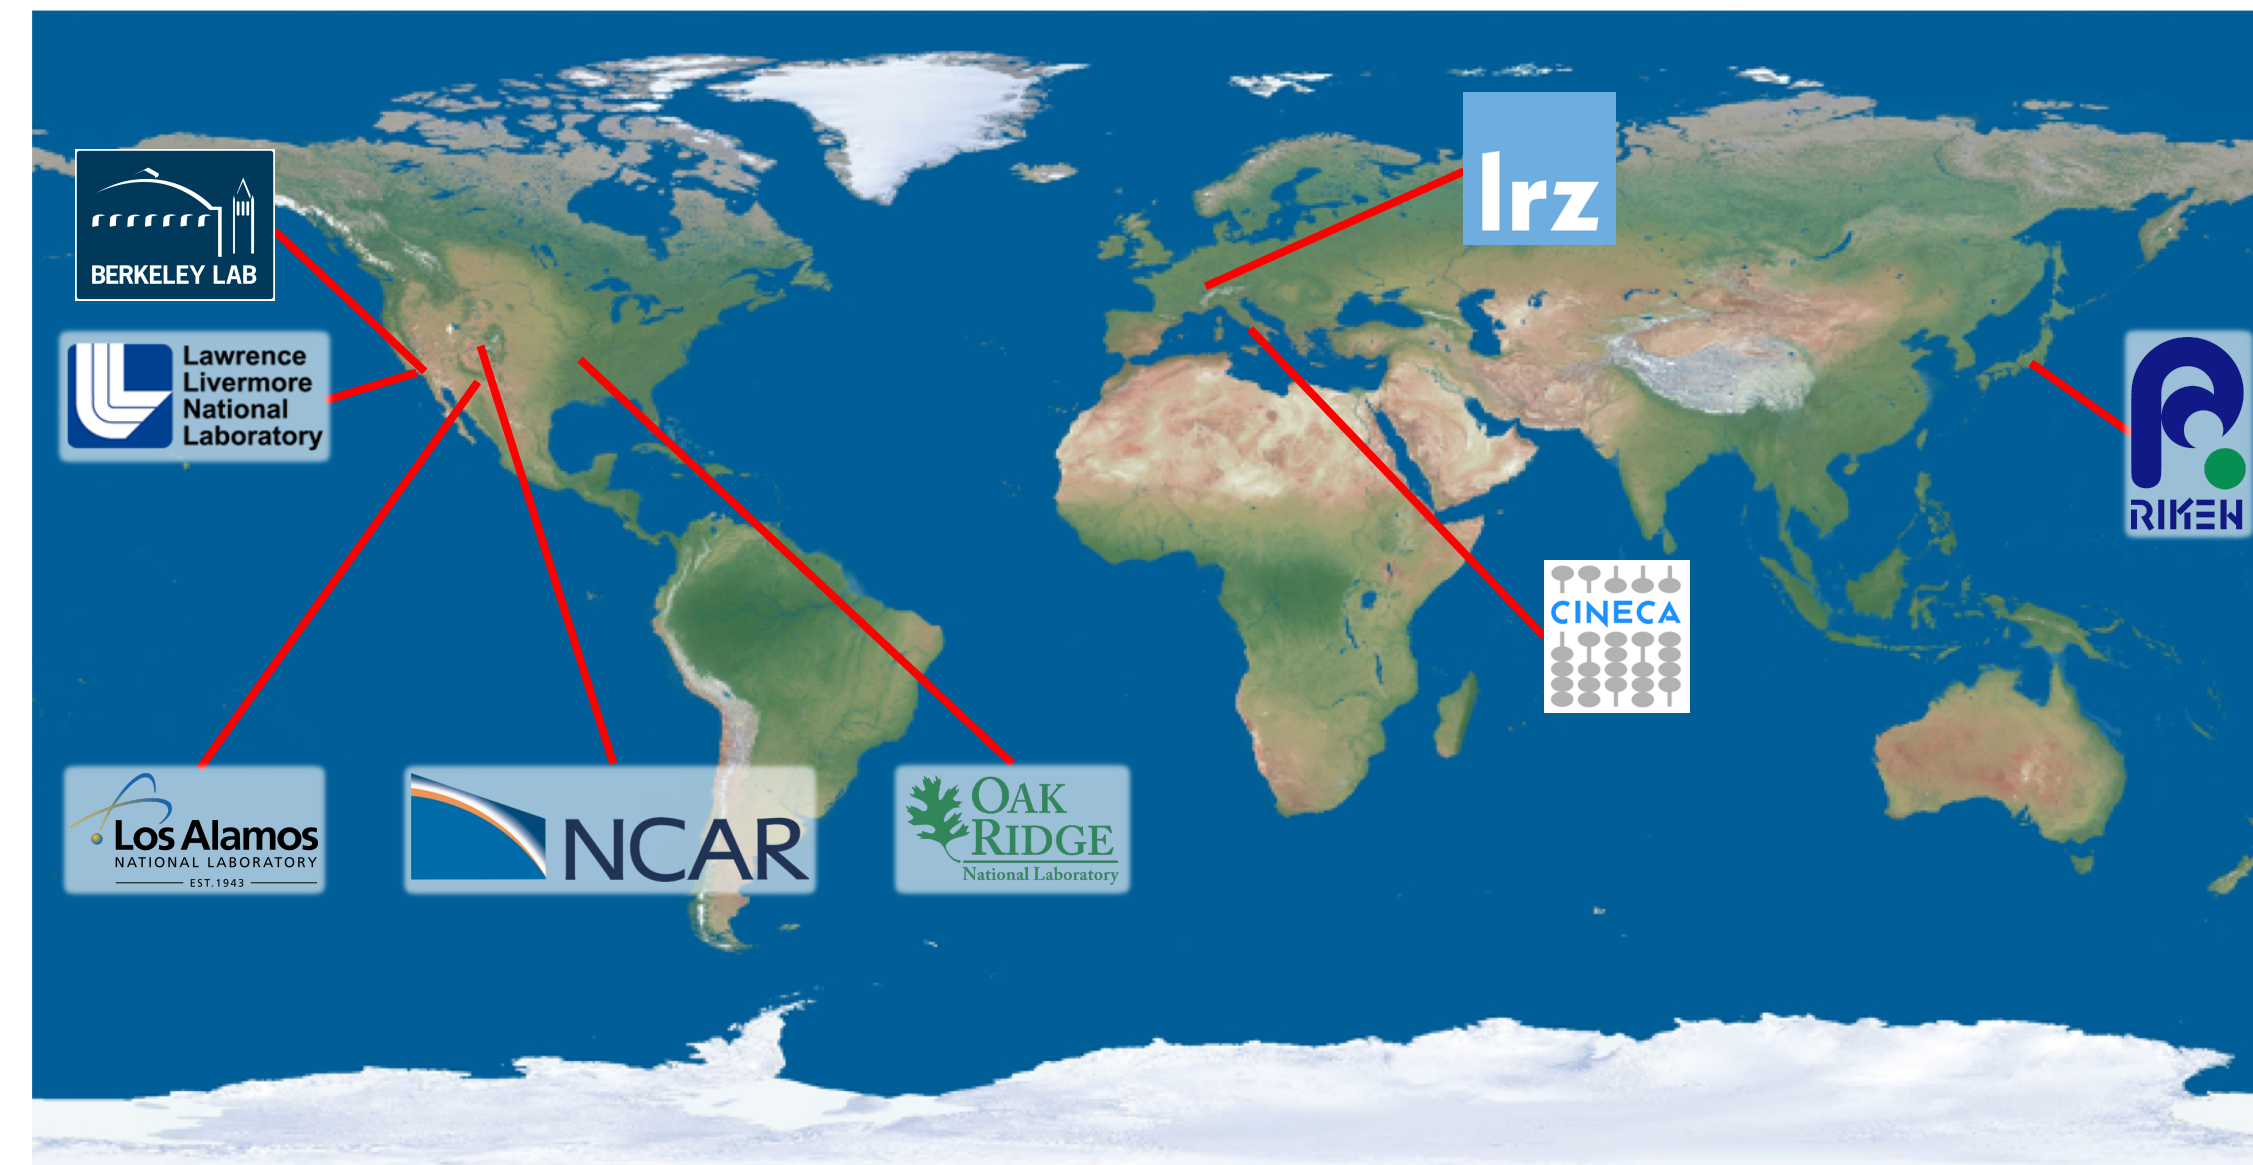 BERKELEY LAB
lrz
Lawrence
Livermore
National
Laboratory
RIKEN
CINECA
Los Alamos
NATIONAL LABORATORY
EST.1943
NCAR
OAK
RIDGE
National Laboratory